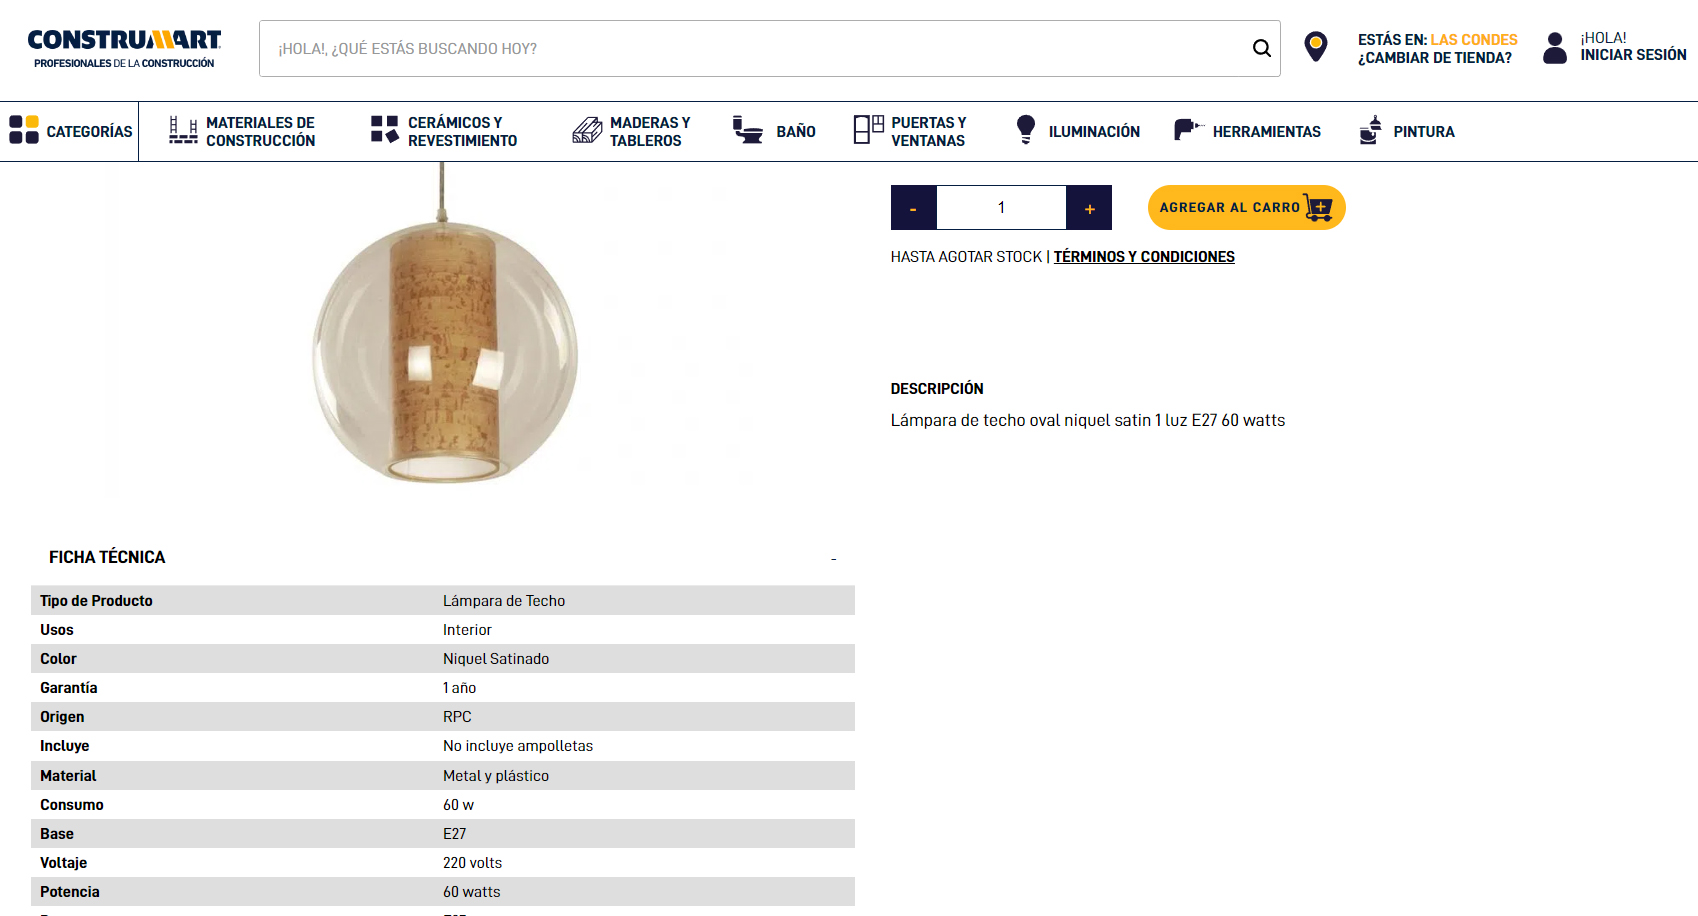 CONSTRUMART
PROFESIONALES DE LA CONSTRUCCIÓN
¡HOLA!, ¿QUÉ ESTÁS BUSCANDO HOY?
ESTÁS EN: LAS CONDES
¿CAMBIAR DE TIENDA?
¡HOLA!
INICIAR SESIÓN
CATEGORÍAS
MATERIALES DE
CONSTRUCCIÓN
CERÁMICOS Y
REVESTIMIENTO
MADERAS Y
TABLEROS
BAÑO
PUERTAS Y
VENTANAS
ILUMINACIÓN
HERRAMIENTAS
PINTURA
- 1 +
AGREGAR AL CARRO
HASTA AGOTAR STOCK | TÉRMINOS Y CONDICIONES
DESCRIPCIÓN
Lámpara de techo oval niquel satin 1 luz E27 60 watts
FICHA TÉCNICA -
Tipo de Producto Lámpara de Techo
Usos Interior
Color Niquel Satinado
Garantía 1 año
Origen RPC
Incluye No incluye ampolletas
Material Metal y plástico
Consumo 60 w
Base E27
Voltaje 220 volts
Potencia 60 watts